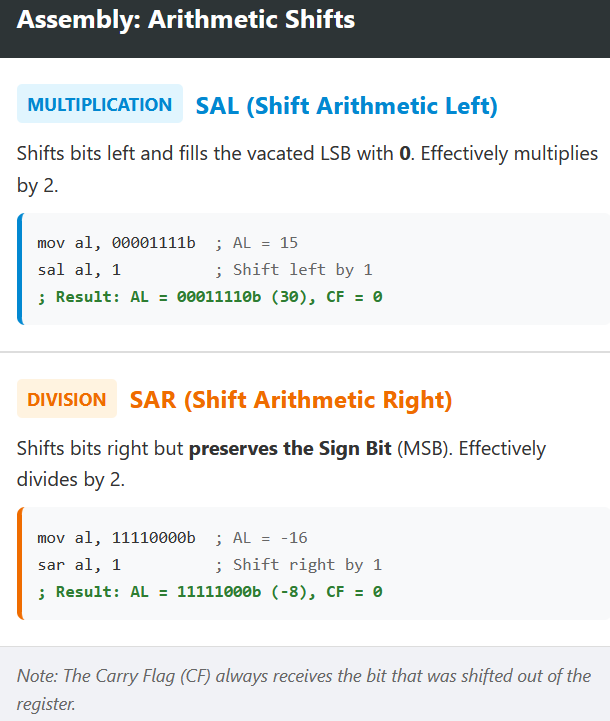 Assembly: Arithmetic Shifts
MULTIPLICATION SAL (Shift Arithmetic Left)
Shifts bits left and fills the vacated LSB with 0. Effectively multiplies
by 2.
mov al, 00001111b  ; AL = 15
sal al, 1          ; Shift left by 1
; Result: AL = 00011110b (30), CF = 0
DIVISION SAR (Shift Arithmetic Right)
Shifts bits right but preserves the Sign Bit (MSB). Effectively
divides by 2.
mov al, 11110000b  ; AL = -16
sar al, 1          ; Shift right by 1
; Result: AL = 11111000b (-8), CF = 0
Note: The Carry Flag (CF) always receives the bit that was shifted out of the
register.